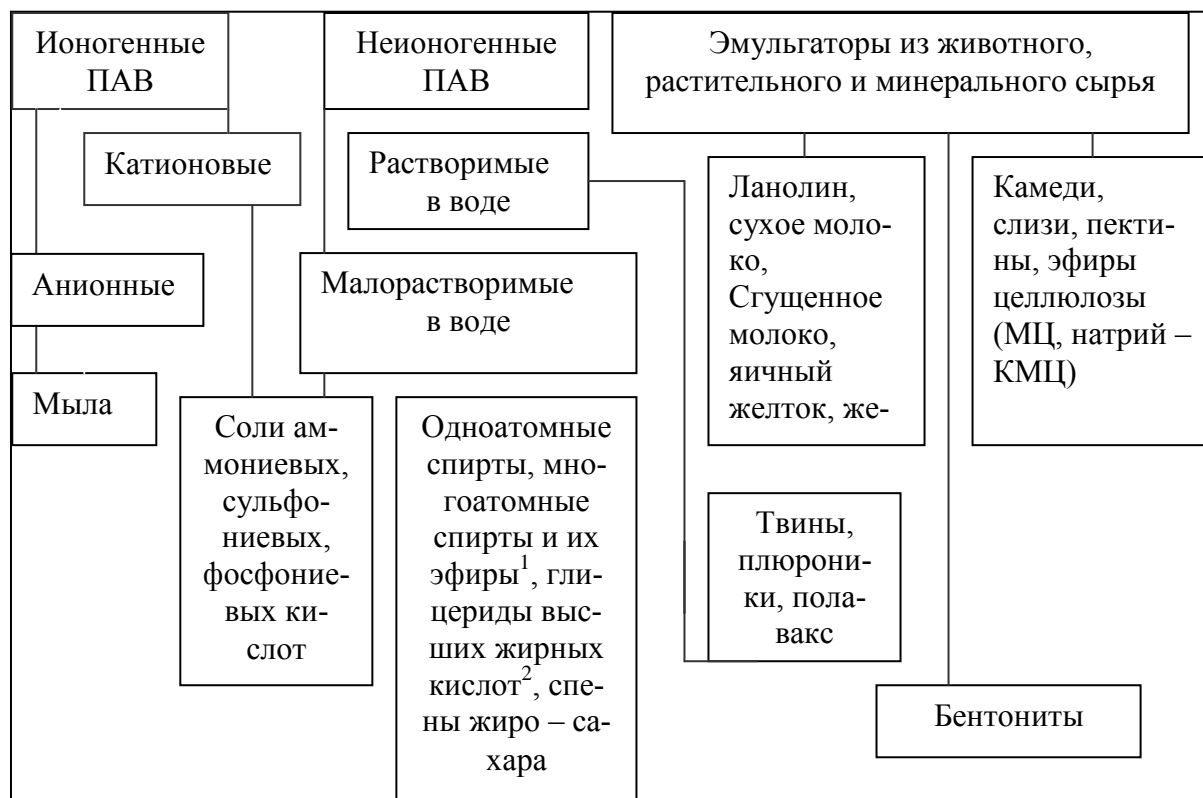 Ионогенные
ПАВ
Неионогенные
ПАВ
Эмульгаторы из животного,
растительного и минерального сырья
Катионовые
Растворимые
в воде
Ланолин,
сухое моло-
ко,
Сгущенное
молоко,
яичный
желток, же-
Камеди,
слизи, пекти-
ны, эфиры
целлюлозы
(МЦ, натрий –
КМЦ)
Анионные
Малорастворимые
в воде
Мыла
Соли ам-
мониевых,
сульфо-
ниевых,
фосфоние-
вых ки-
слот
Одноатомные
спирты, мно-
гоатомные
спирты и их
эфиры1, гли-
цериды выс-
ших жирных
кислот2, спе-
ны жиро – са-
хара
Твины,
плюрони-
ки, пола-
вакс
Бентониты